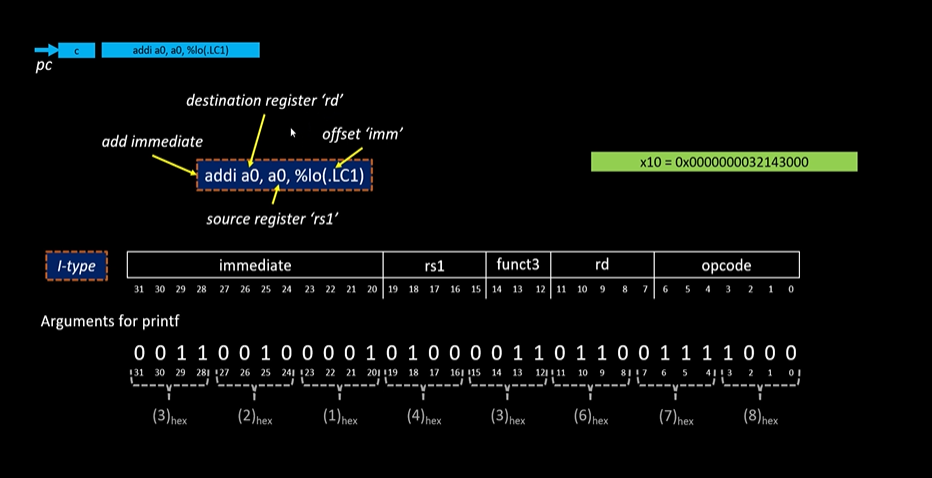 c addi a0, a0, %lo(.LC1)
pc
destination register ‘rd’
add immediate
offset ‘imm’
addi a0, a0, %lo(.LC1)
x10 = 0x0000000032143000
source register ‘rs1’
I-type immediate rs1 funct3 rd opcode
31 30 29 28 27 26 25 24 23 22 21 20 19 18 17 16 15 14 13 12 11 10 9 8 7 6 5 4 3 2 1 0
Arguments for printf
0 0 1 1 0 0 1 0 0 0 0 1 0 1 0 0 0 0 1 1 0 1 1 0 0 1 1 1 1 0 0 0
31 30 29 28 27 26 25 24 23 22 21 20 19 18 17 16 15 14 13 12 11 10 9 8 7 6 5 4 3 2 1 0
(3)hex (2)hex (1)hex (4)hex (3)hex (6)hex (7)hex (8)hex